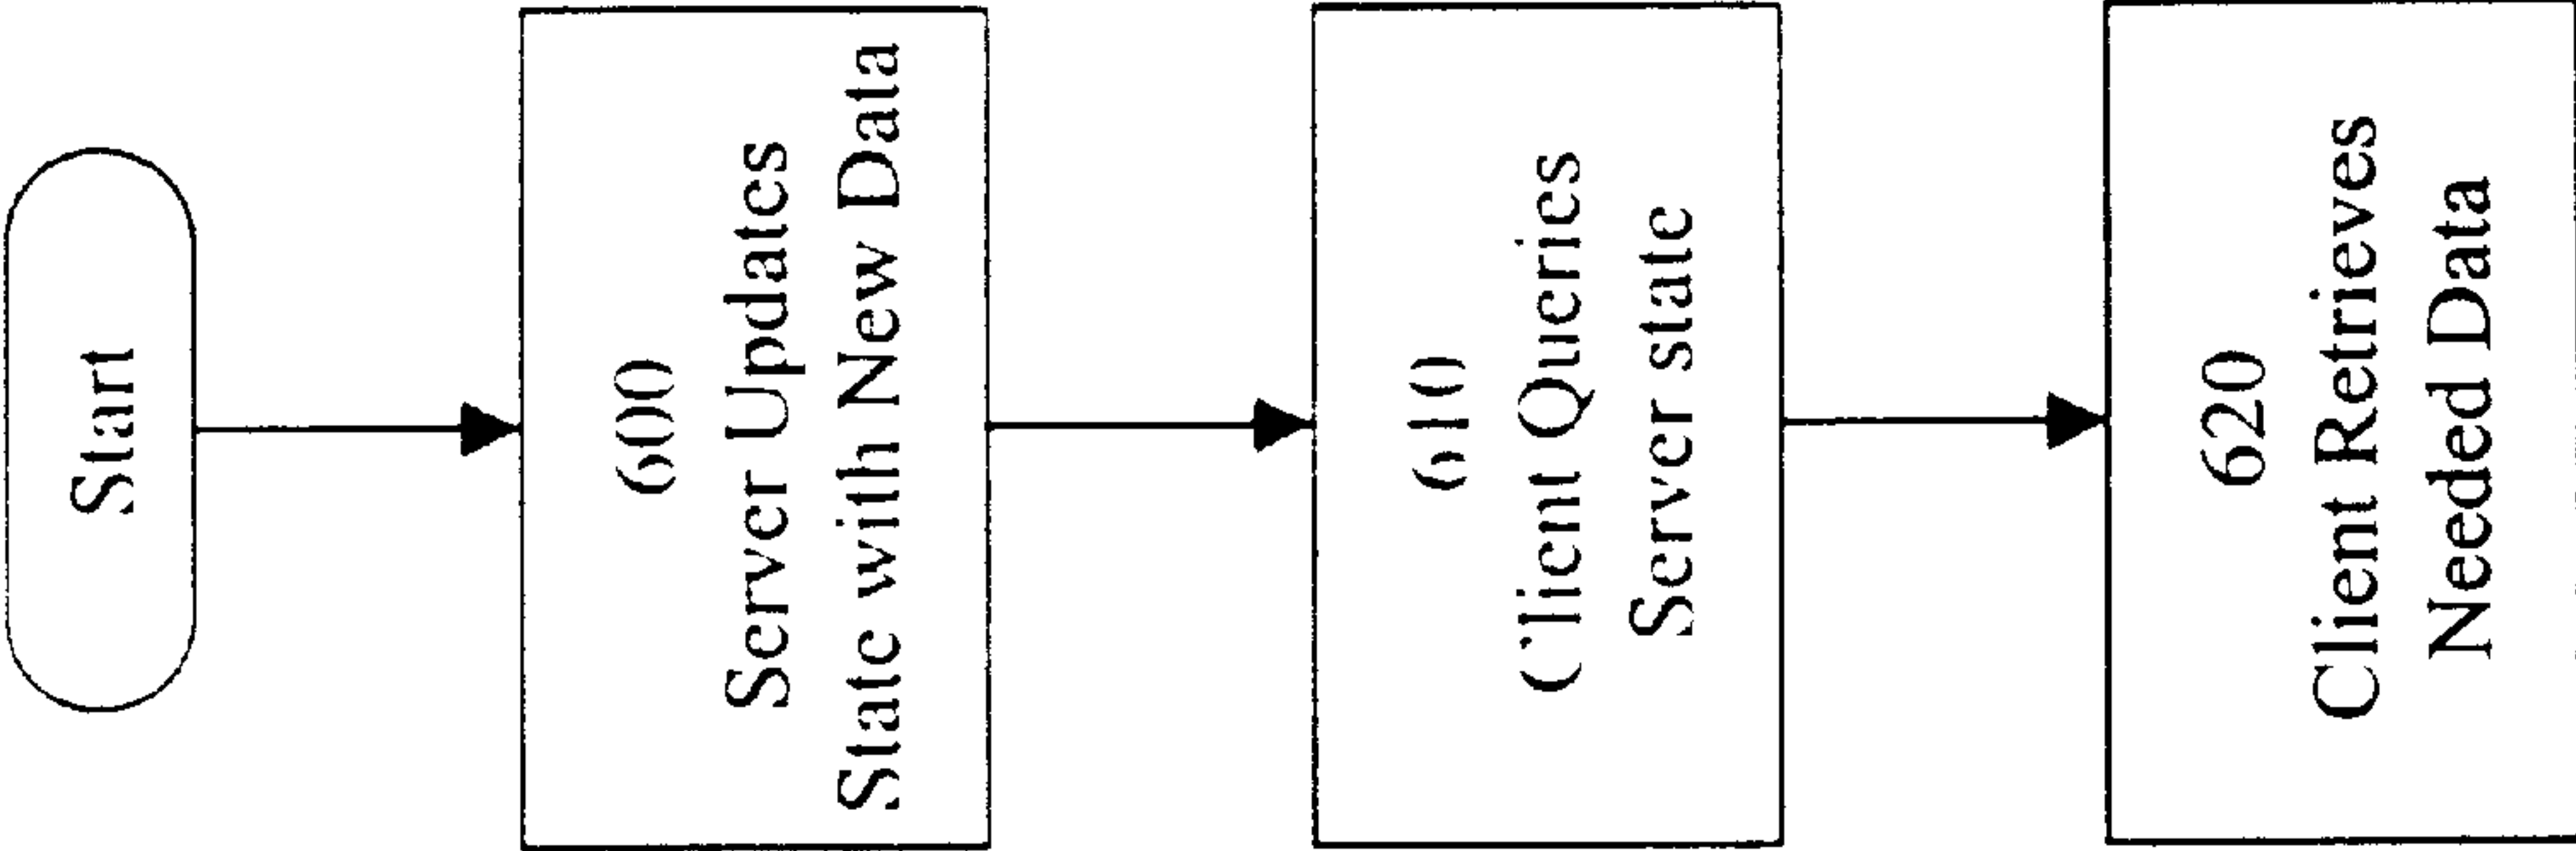 Start
600
Server Updates
State with New Data
610
Client Queries
Server state
620
Client Retrieves
Needed Data